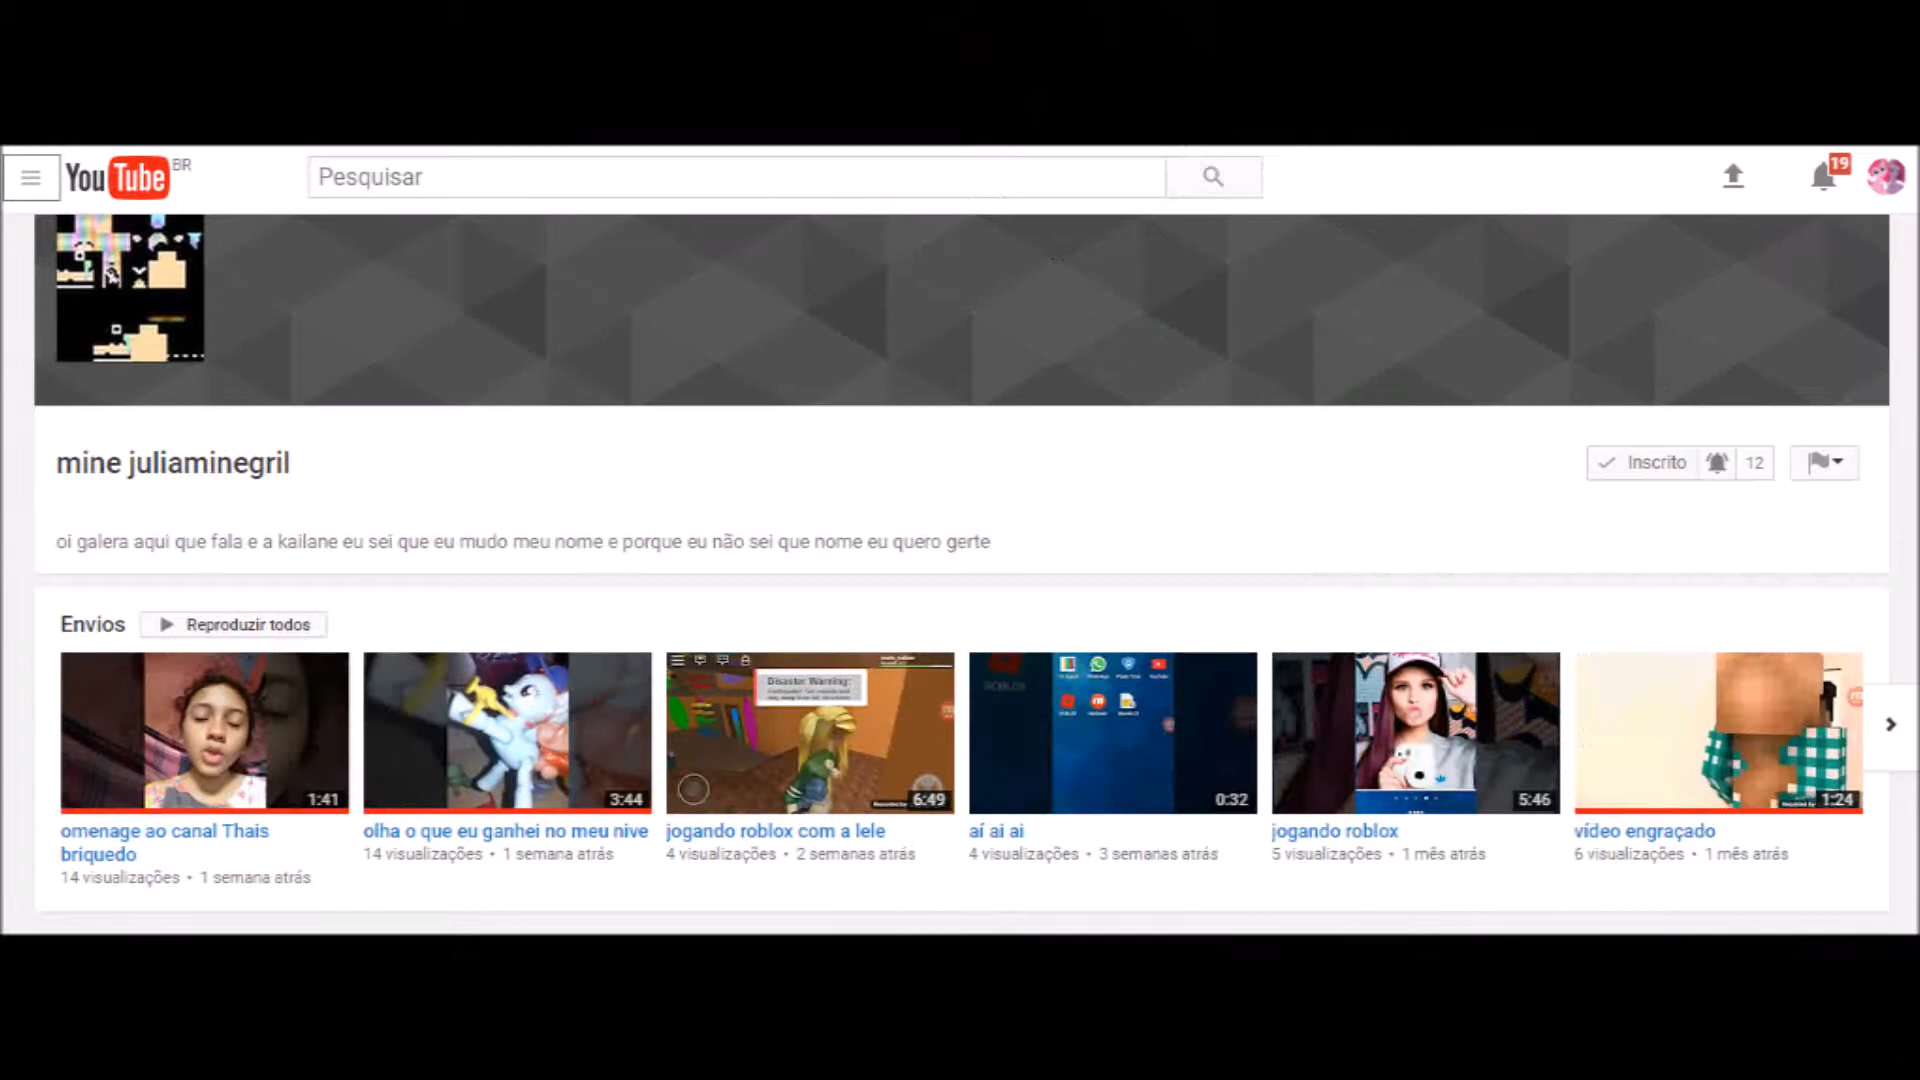 YouTube BR
Pesquisar
19
mine juliaminegril
Inscrito 12
oi galera aqui que fala e a kailane eu sei que eu mudo meu nome e porque eu não sei que nome eu quero gerte
Envios Reproduzir todos
Disaster Warning:
1:41 3:44 6:49 0:32 5:46 1:24
omenage ao canal Thais
briquedo
14 visualizações • 1 semana atrás
olha o que eu ganhei no meu nive
14 visualizações • 1 semana atrás
jogando roblox com a lele
4 visualizações • 2 semanas atrás
aí ai ai
4 visualizações • 3 semanas atrás
jogando roblox
5 visualizações • 1 mês atrás
vídeo engraçado
6 visualizações • 1 mês atrás